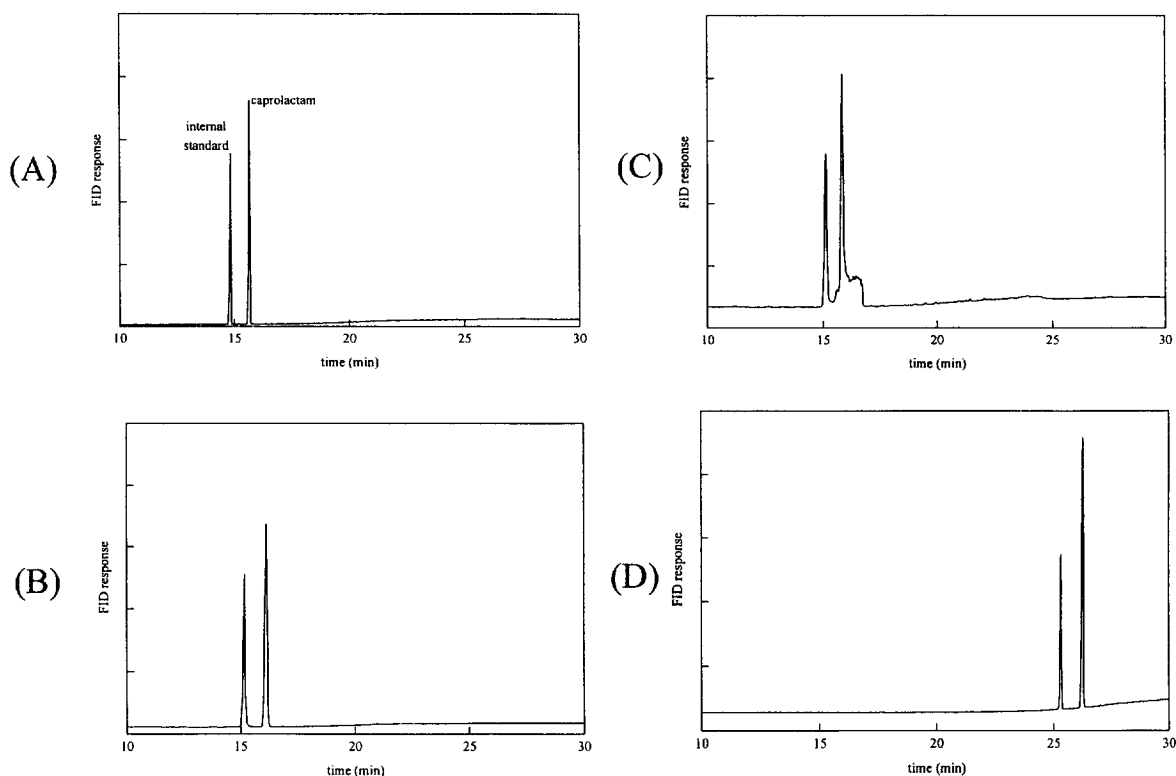 (A)
FID response
internal
standard
caprolactam
10 15 20 25 30
time (min)
(B)
FID response
10 15 20 25 30
time (min)
(C)
FID response
10 15 20 25 30
time (min)
(D)
FID response
10 15 20 25 30
time (min)